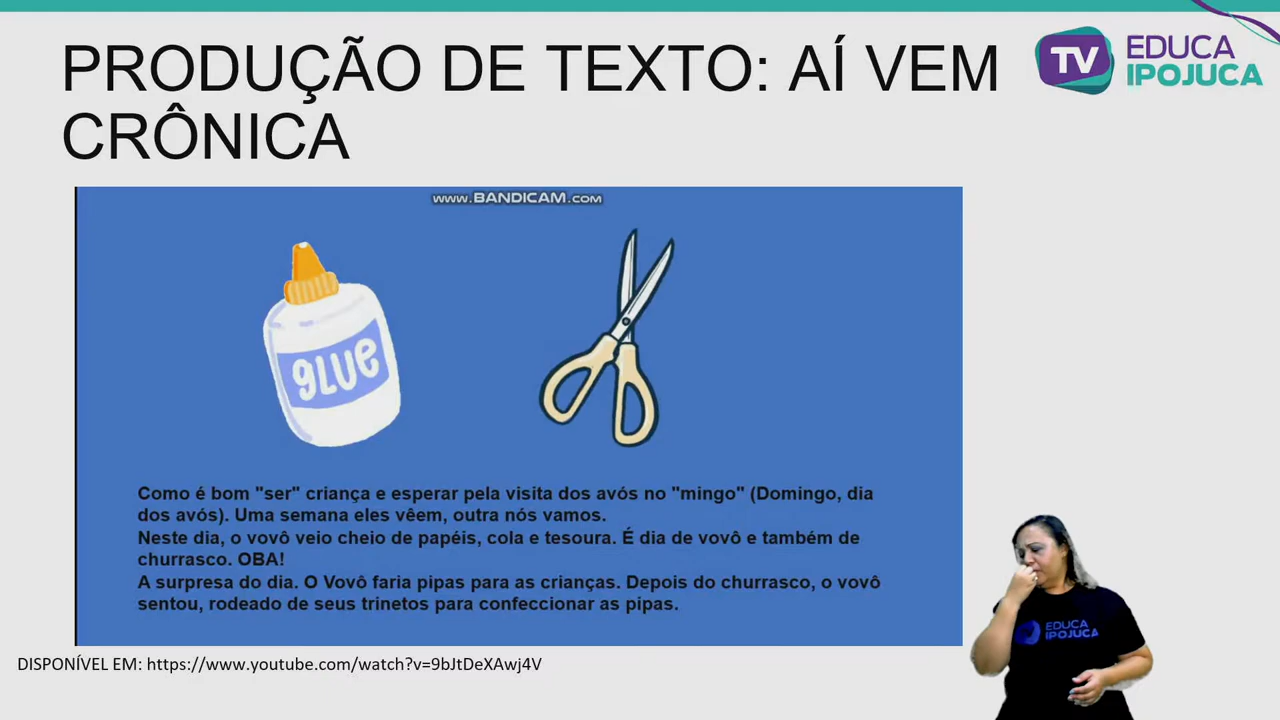 PRODUÇÃO DE TEXTO: AÍ VEM
CRÔNICA
TV EDUCA
IPOJUCA
www.BANDICAM.com
gLUe
Como é bom "ser" criança e esperar pela visita dos avós no "mingo" (Domingo, dia
dos avós). Uma semana eles vêem, outra nós vamos.
Neste dia, o vovô veio cheio de papéis, cola e tesoura. É dia de vovô e também de
churrasco. OBA!
A surpresa do dia. O Vovô faria pipas para as crianças. Depois do churrasco, o vovô
sentou, rodeado de seus trinetos para confeccionar as pipas.
EDUCA
IPOJUCA
DISPONÍVEL EM: https://www.youtube.com/watch?v=9bJtDeXAwj4V